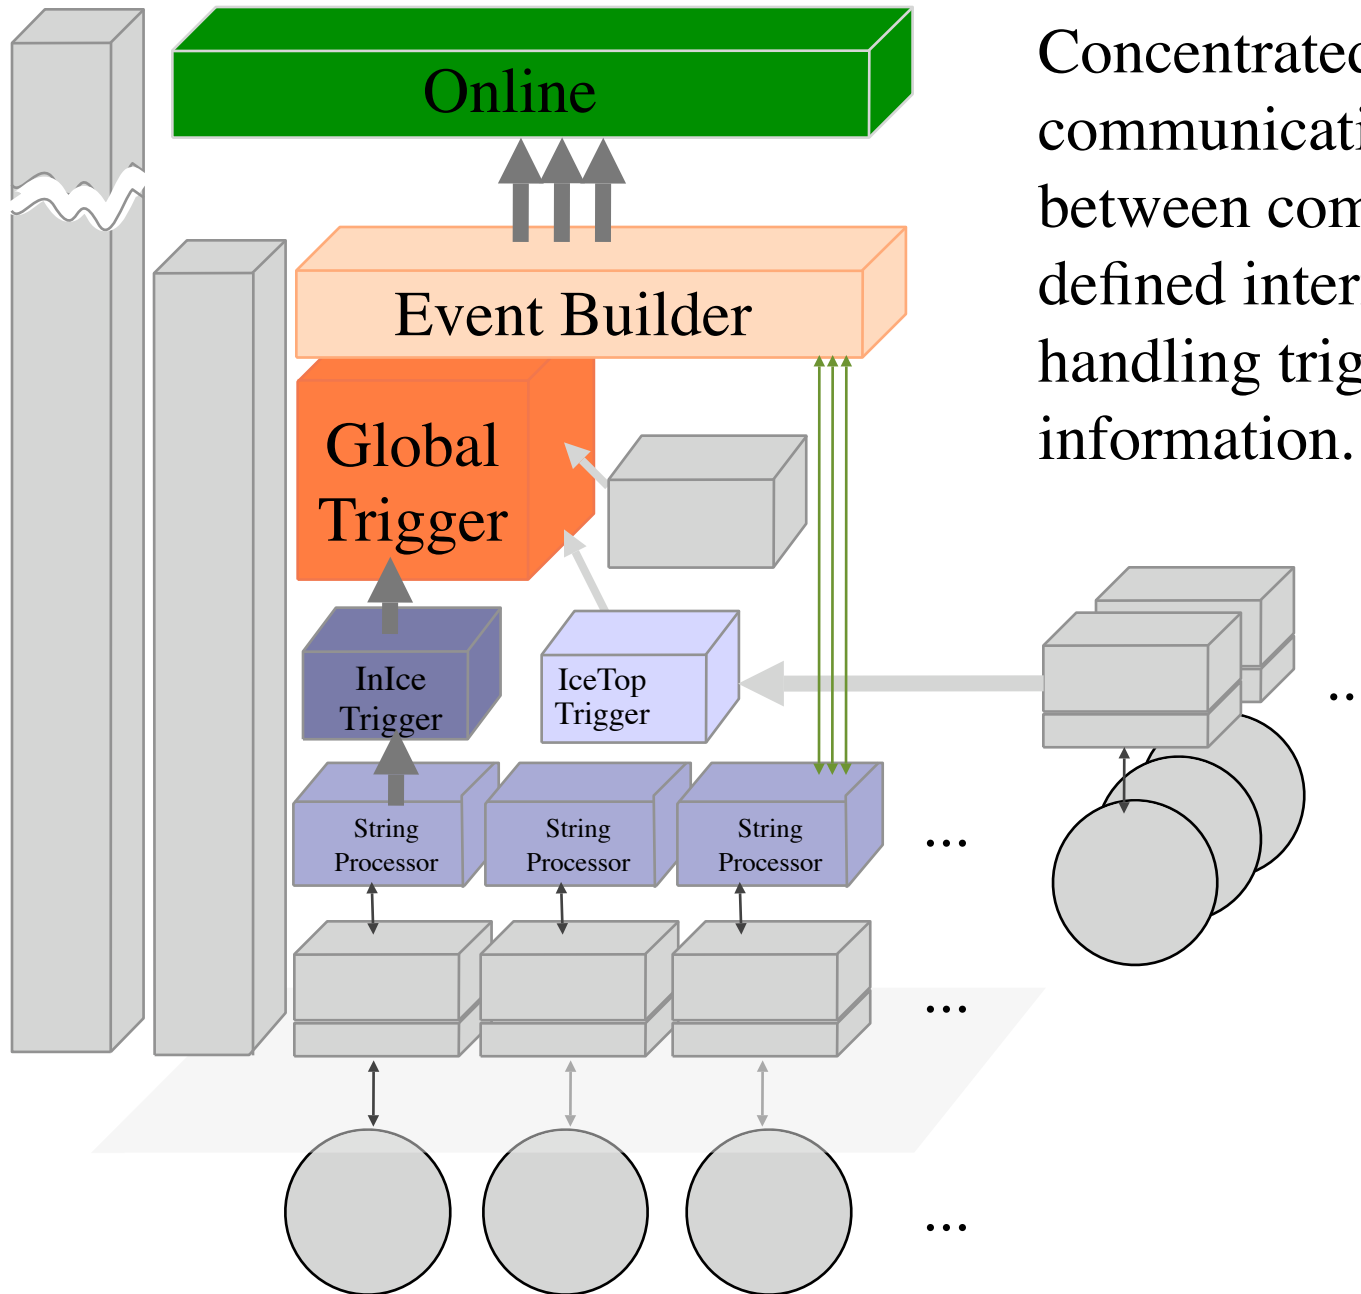 Online
Event Builder
Global
Trigger
InIce
Trigger
IceTop
Trigger
String
Processor
String
Processor
String
Processor
...
...
...
..
Concentrated
communicati
between com
defined inter
handling trig
information.